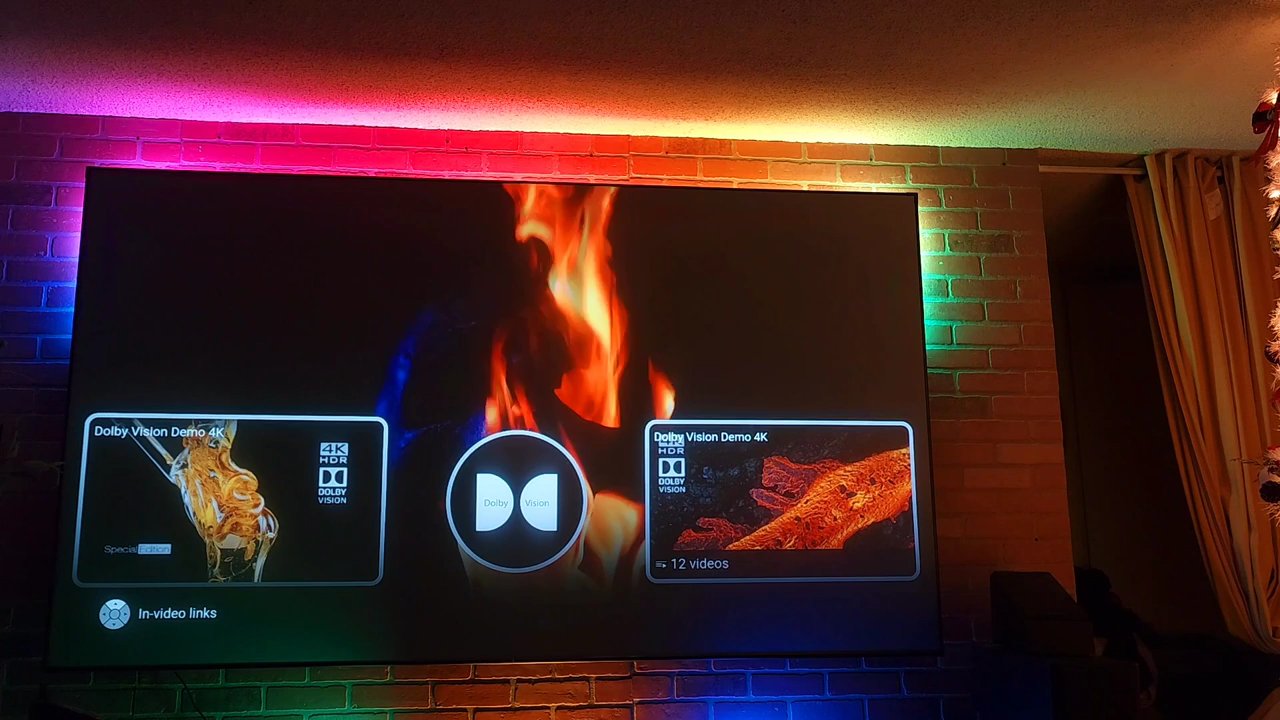 Dolby Vision Demo 4K
4K
HDR
DOLBY
VISION
Special Edition
In-video links
Dolby Vision
Dolby Vision Demo 4K
HDR
DOLBY
VISION
12 videos